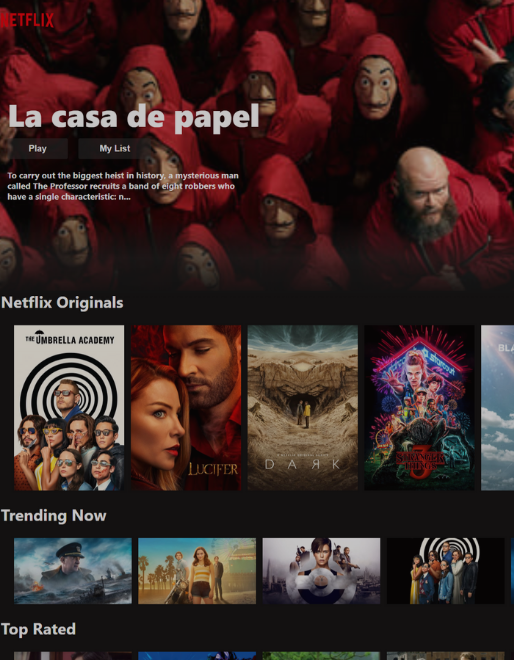 NETFLIX
La casa de papel
Play
My List
To carry out the biggest heist in history, a mysterious man
called The Professor recruits a band of eight robbers who
have a single characteristic: n...
Netflix Originals
THE UMBRELLA ACADEMY
LUCIFER
DARK
STRANGER
THINGS
3
Trending Now
Top Rated